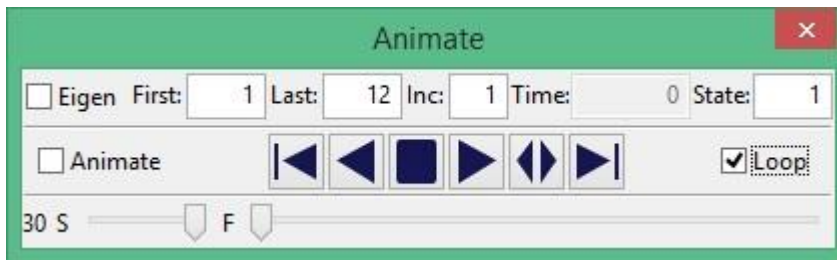 Animate
Eigen First: 1 Last: 12 Inc: 1 Time: 0 State: 1
Animate Loop
30 S F